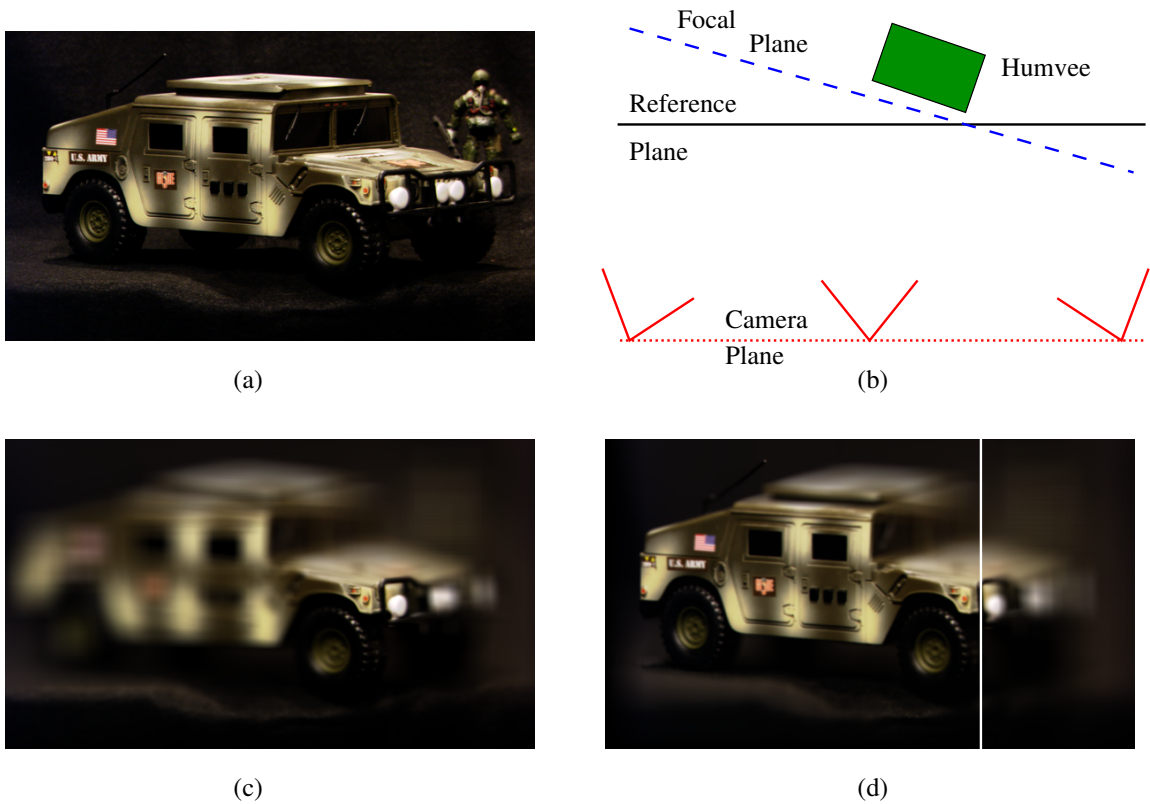 U.S. ARMY
(a)
Focal
Plane
Humvee
Reference
Plane
Camera
Plane
(b)
(c)
U.S. ARMY
(d)